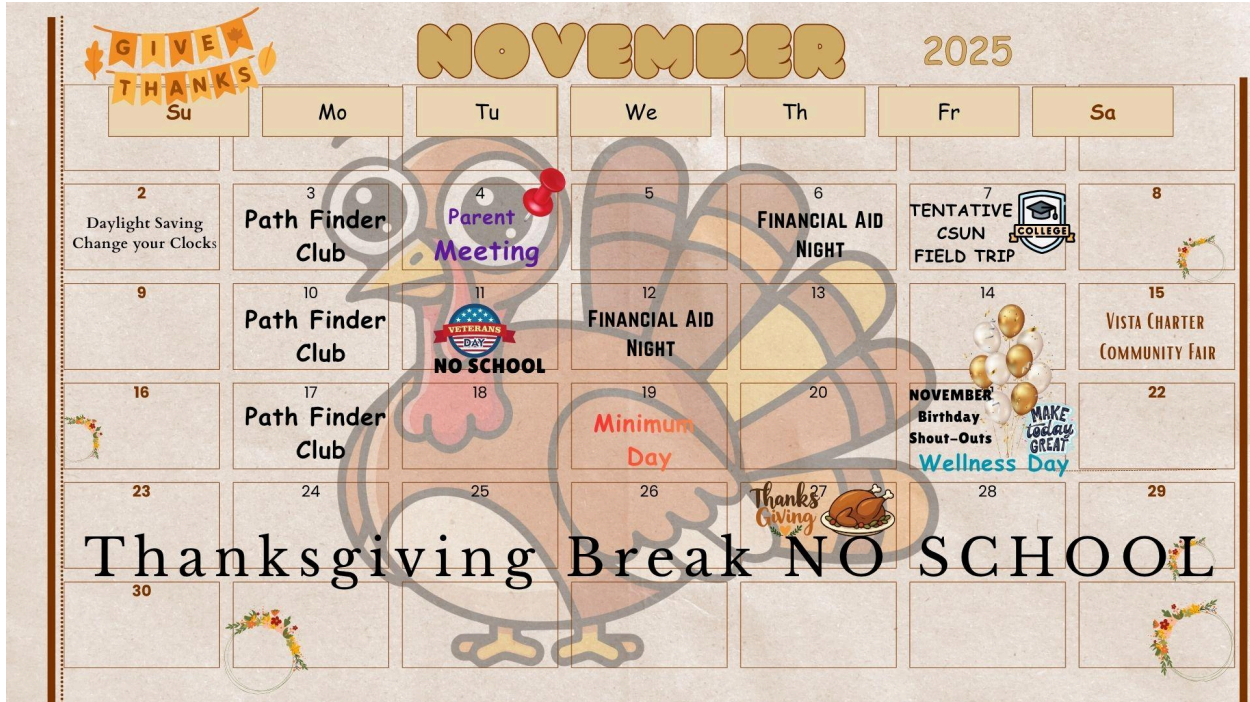 GIVE
THANKS
NOVEMBER
2025
Su Mo Tu We Th Fr Sa
2
Daylight Saving
Change your Clocks
3
Path Finder
Club
4
Parent
Meeting
5
6
Financial Aid
Night
7
TENTATIVE
CSUN
FIELD TRIP
COLLEGE
8
9
10
Path Finder
Club
11
VETERANS
DAY
NO SCHOOL
12
Financial Aid
Night
13
14
15
Vista Charter
Community Fair
16
17
Path Finder
Club
18
19
Minimum
Day
20
NOVEMBER
Birthday
Shout-Outs
MAKE
today
GREAT
Wellness Day
22
23
24
25
26
27
Thanks
Giving
28
29
Thanksgiving Break NO SCHOOL
30